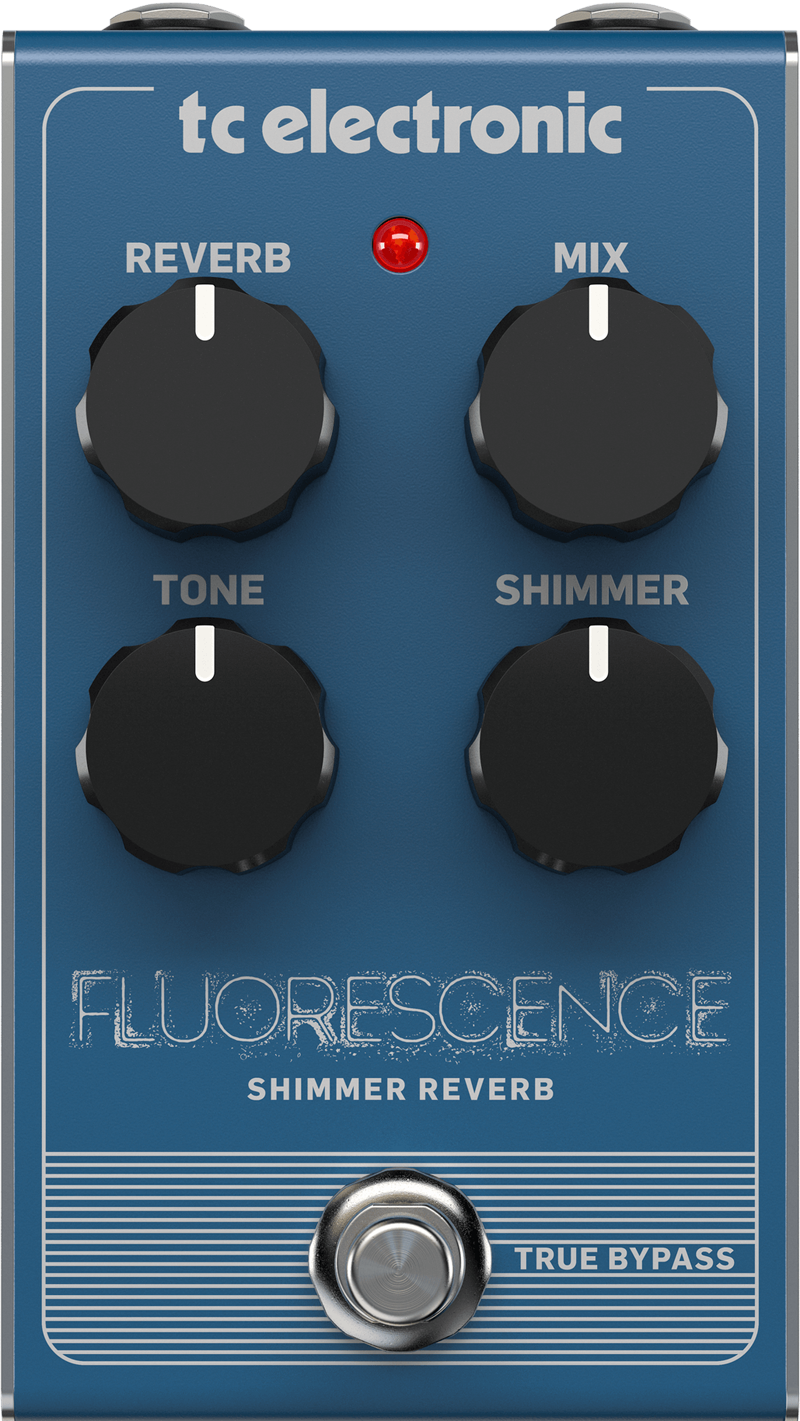 tc electronic
REVERB
MIX
TONE
SHIMMER
FLUORESCENCE
SHIMMER REVERB
TRUE BYPASS